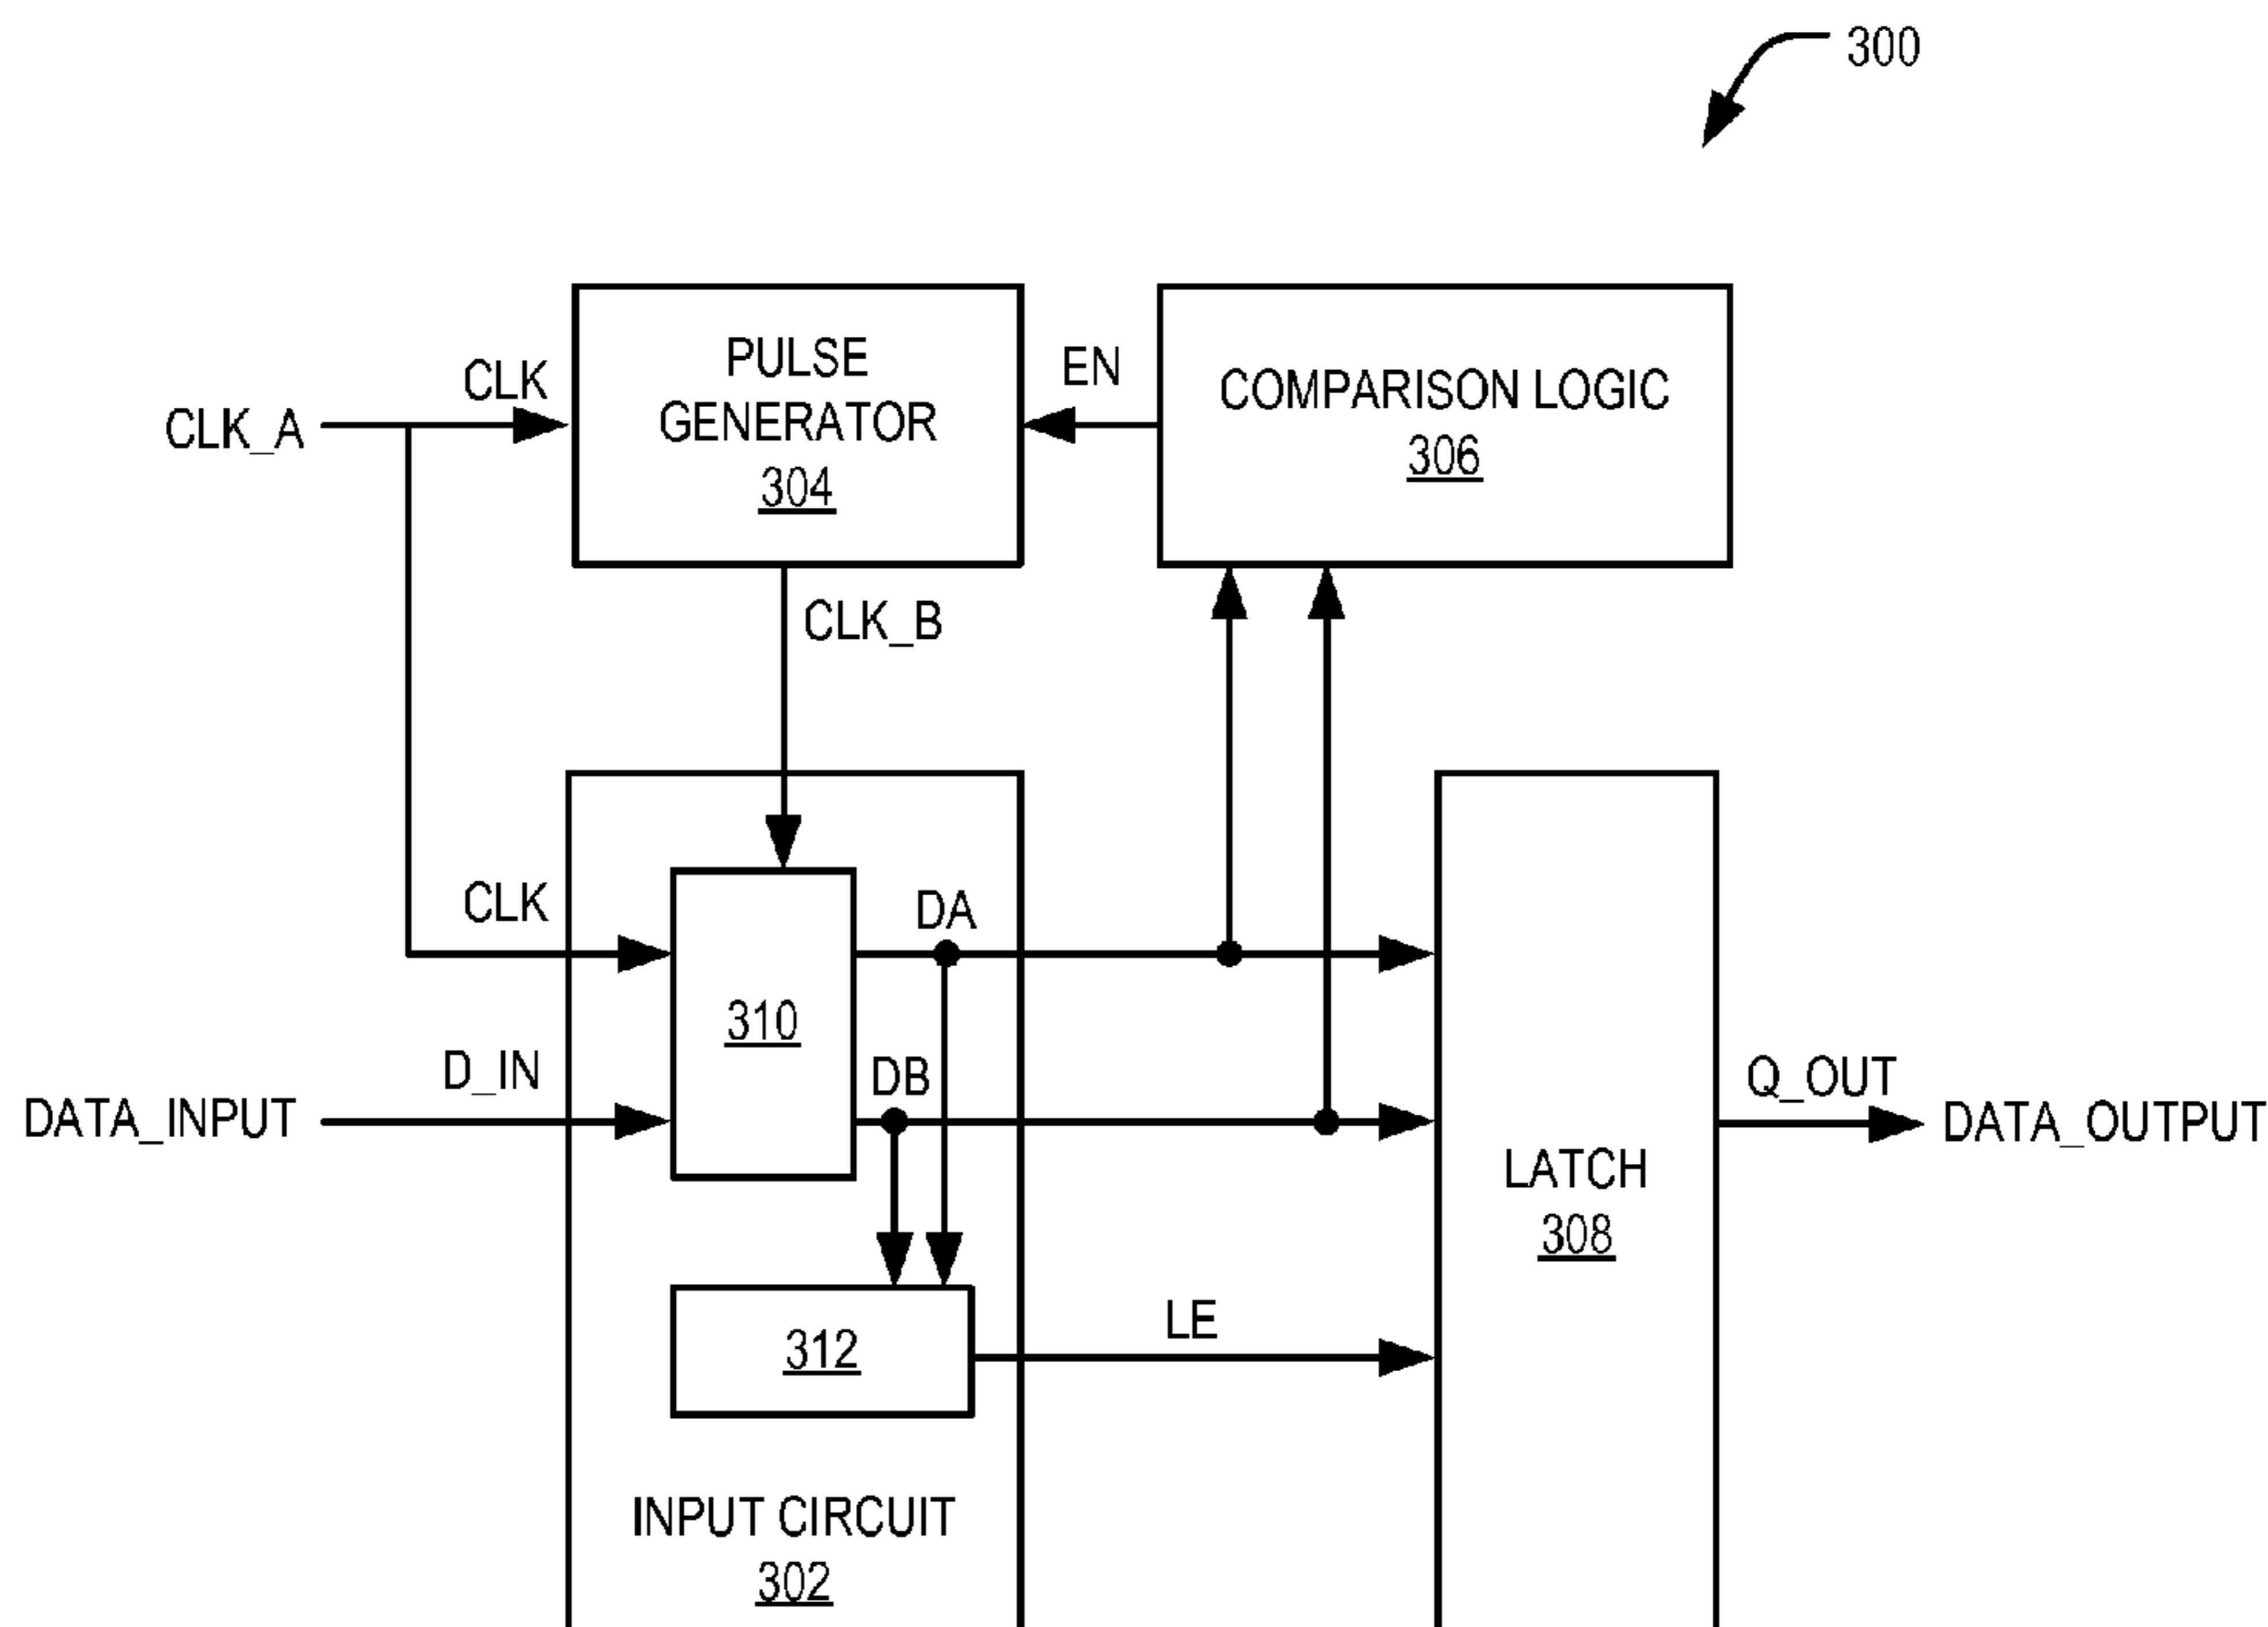 300
PULSE
GENERATOR
304
EN
COMPARISON LOGIC
306
CLK
CLK_A
CLK_B
CLK
DA
310
D_IN
DB
DATA_INPUT
Q_OUT
DATA_OUTPUT
LATCH
308
LE
312
INPUT CIRCUIT
302